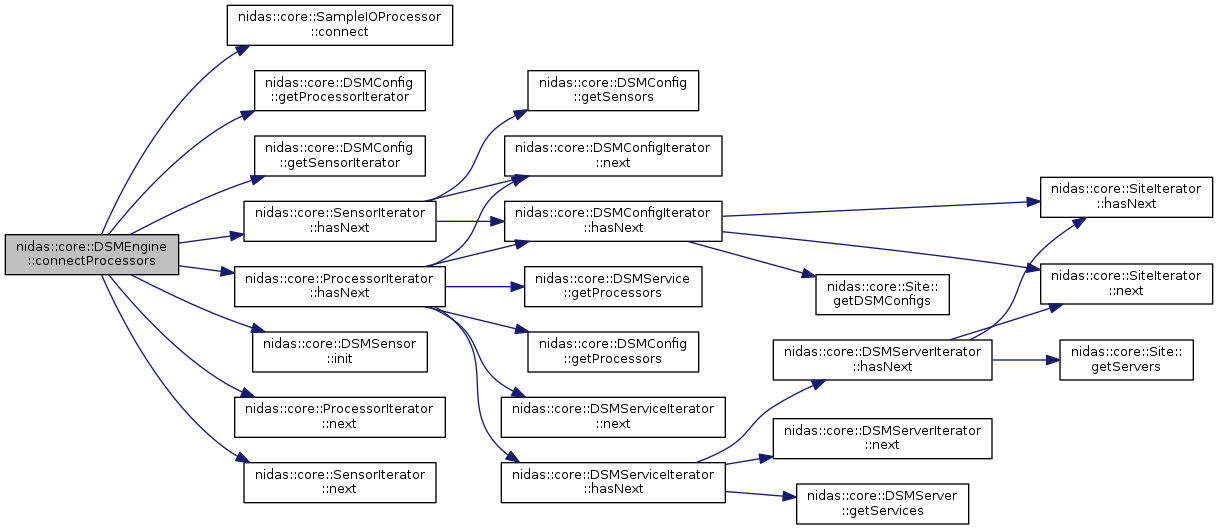 nidas::core::DSMEngine
::connectProcessors
nidas::core::SampleIOProcessor
::connect
nidas::core::DSMConfig
::getProcessorIterator
nidas::core::DSMConfig
::getSensorIterator
nidas::core::SensorIterator
::hasNext
nidas::core::ProcessorIterator
::hasNext
nidas::core::DSMSensor
::init
nidas::core::ProcessorIterator
::next
nidas::core::SensorIterator
::next
nidas::core::DSMConfig
::getSensors
nidas::core::DSMConfigIterator
::next
nidas::core::DSMConfigIterator
::hasNext
nidas::core::DSMService
::getProcessors
nidas::core::DSMConfig
::getProcessors
nidas::core::DSMServiceIterator
::next
nidas::core::DSMServiceIterator
::hasNext
nidas::core::Site::
getDSMConfigs
nidas::core::DSMServerIterator
::hasNext
nidas::core::DSMServerIterator
::next
nidas::core::DSMServer
::getServices
nidas::core::SiteIterator
::hasNext
nidas::core::SiteIterator
::next
nidas::core::Site::
getServers